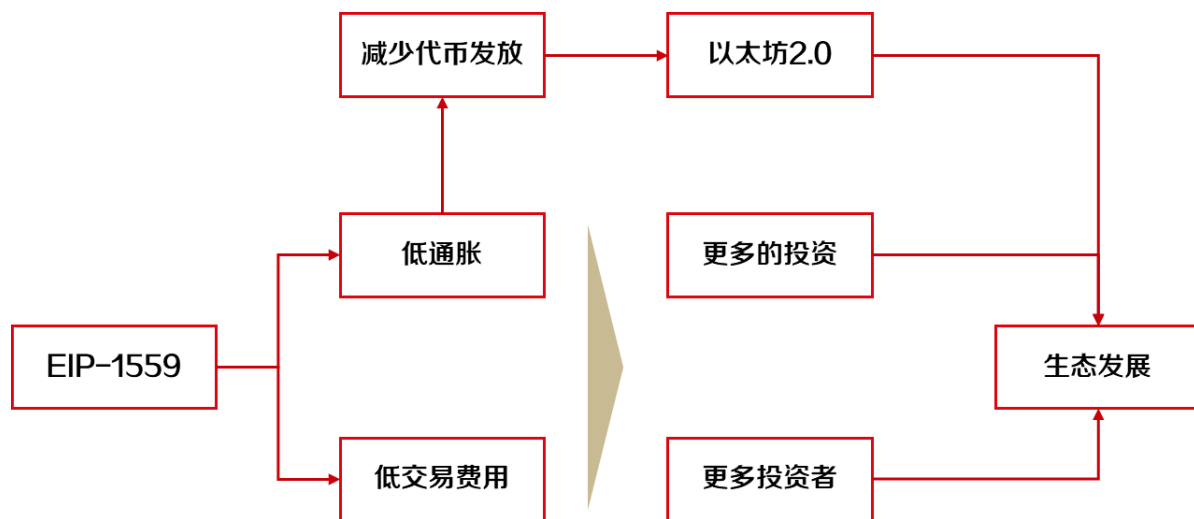 减少代币发放
以太坊2.0
低通胀
更多的投资
EIP-1559
生态发展
低交易费用
更多投资者